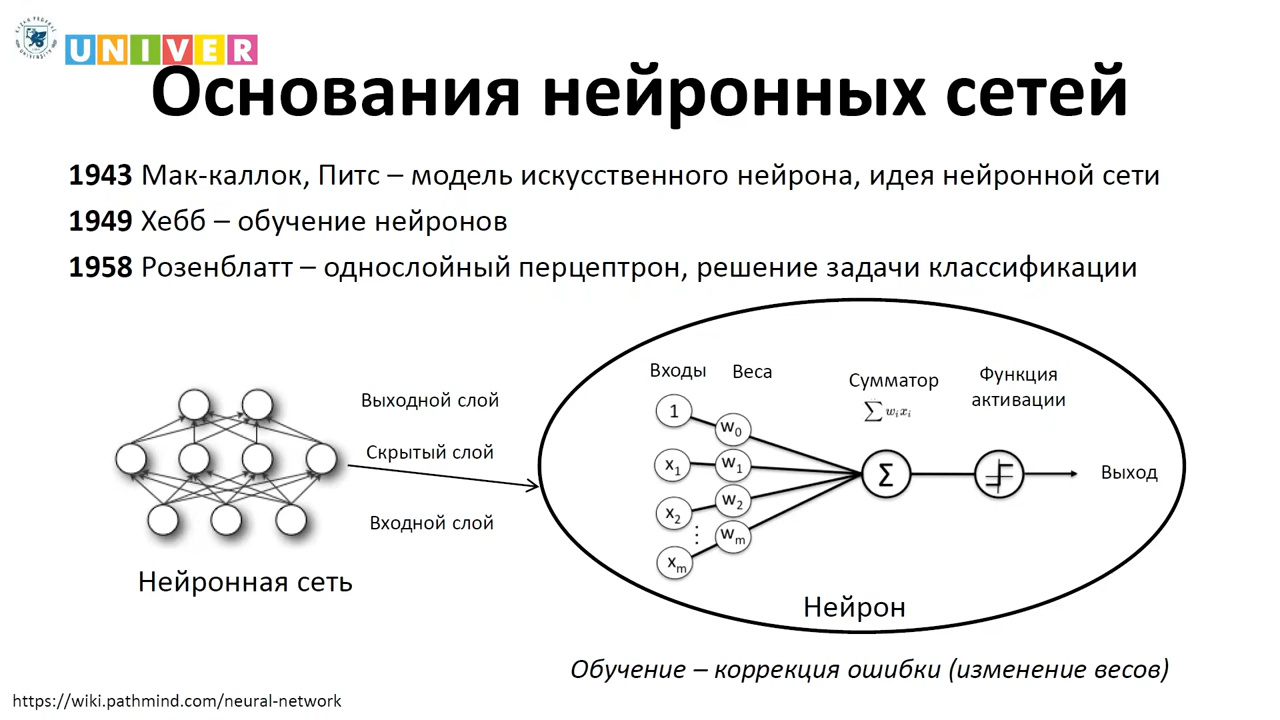 UNIVER
Основания нейронных сетей
1943 Мак-каллок, Питс – модель искусственного нейрона, идея нейронной сети
1949 Хебб – обучение нейронов
1958 Розенблатт – однослойный перцептрон, решение задачи классификации
Выходной слой
Скрытый слой
Входной слой
Нейронная сеть
Входы
Веса
Сумматор
∑ wᵢxᵢ
Функция
активации
1
w₀
x₁
w₁
x₂
w₂
⋮
xₘ
wₘ
Σ
Выход
Нейрон
Обучение – коррекция ошибки (изменение весов)
https://wiki.pathmind.com/neural-network